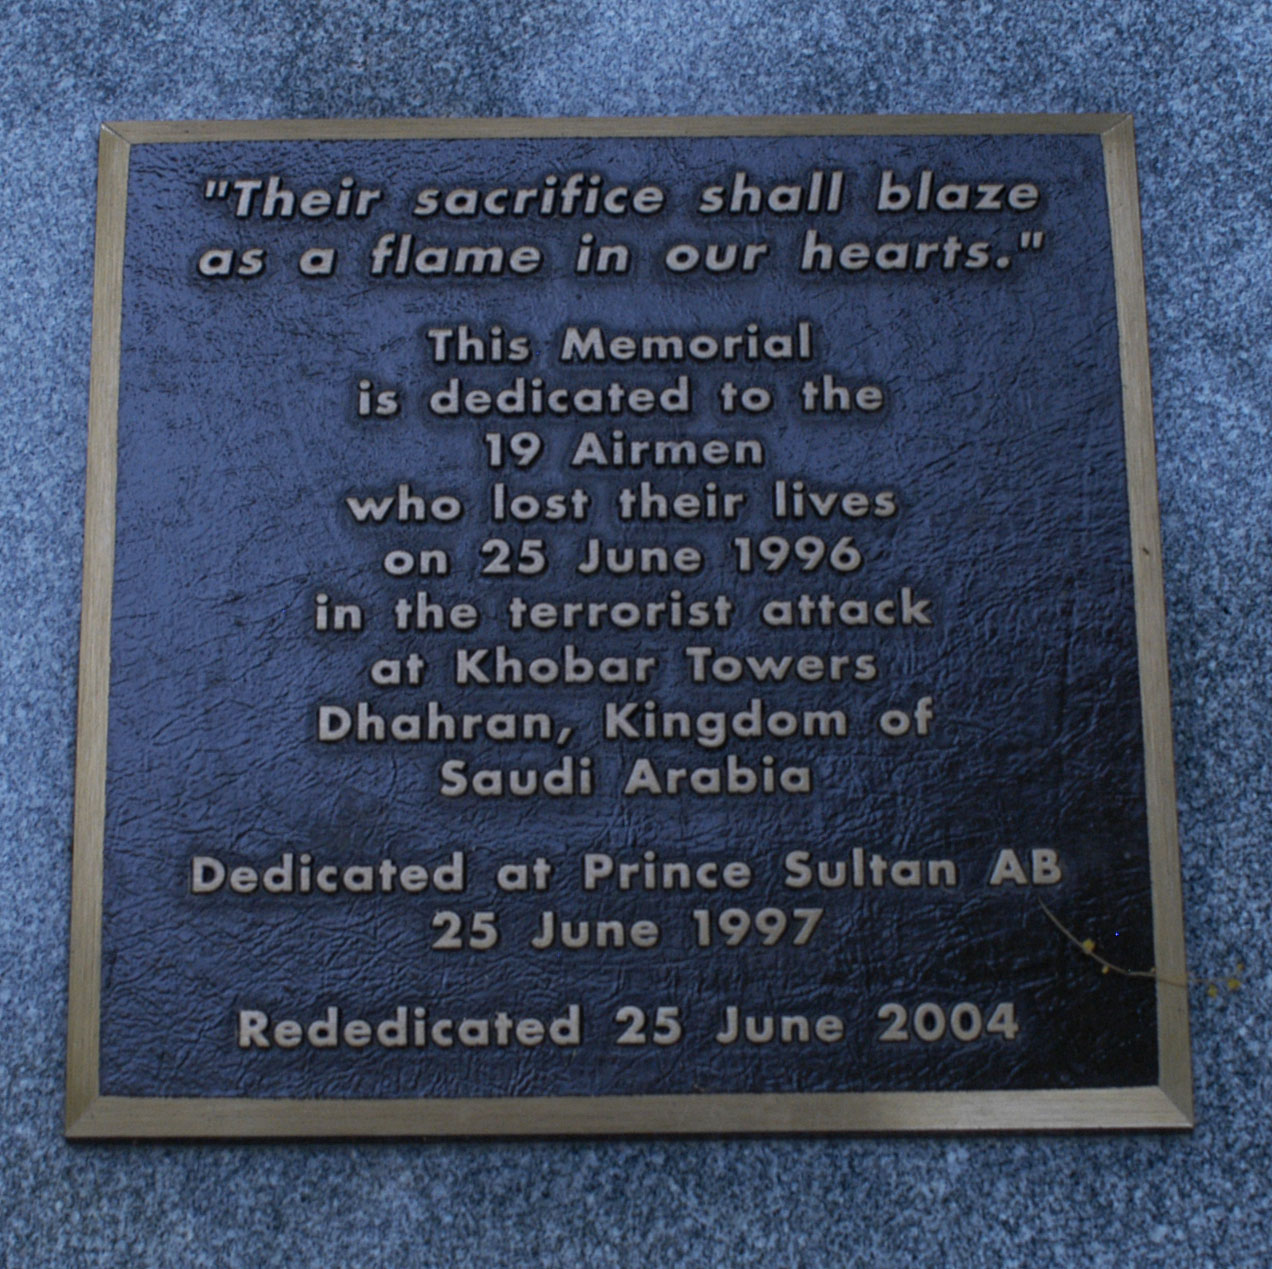 "Their sacrifice shall blaze
as a flame in our hearts."
This Memorial
is dedicated to the
19 Airmen
who lost their lives
on 25 June 1996
in the terrorist attack
at Khobar Towers
Dhahran, Kingdom of
Saudi Arabia
Dedicated at Prince Sultan AB
25 June 1997
Rededicated 25 June 2004